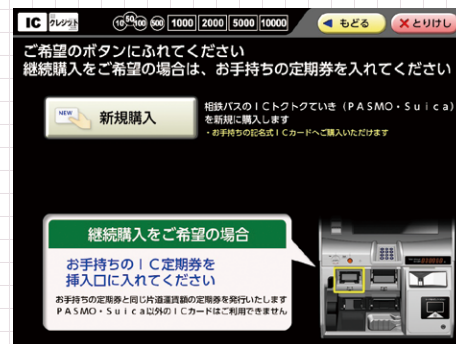 IC クレジット 10 50 100 500 1000 2000 5000 10000 もどる とりけし
ご希望のボタンにふれてください
継続購入をご希望の場合は、お手持ちの定期券を入れてください
NEW 新規購入
相鉄バスのICトクトクていき(PASMO・Suica)
を新規に購入します
・お手持ちの記名式ICカードへご購入いただけます
継続購入をご希望の場合
お手持ちのIC定期券を
挿入口に入れてください
お手持ちの定期券と同じ片道運賃額の定期券を発行いたします
PASMO・Suica以外のICカードはご利用できません